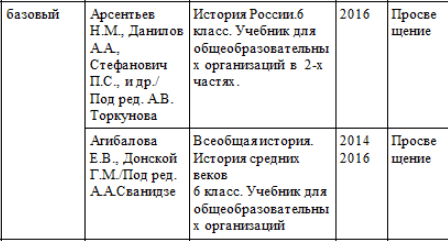 базовый
Арсентьев
Н.М., Данилов
А.А.,
Стефанович
П.С., и др./
Под ред. А.В.
Торкунова
История России.6
класс. Учебник для
общеобразовательны
х организаций в 2-х
частях.
2016
Просве
щение
Агибалова
Е.В., Донской
Г.М./Под ред.
А.А.Сванидзе
Всеобщая история.
История средних
веков
6 класс. Учебник для
общеобразовательны
х организаций
2014
2016
Просве
щение